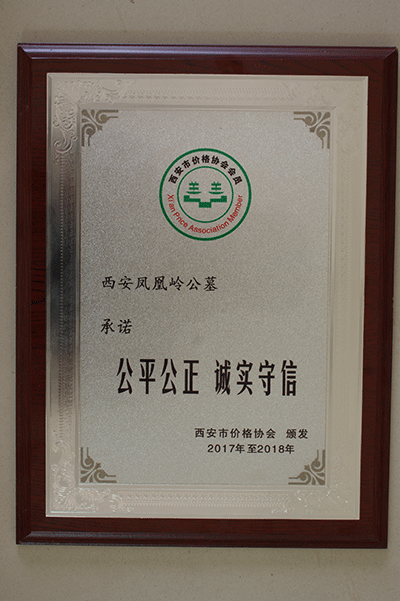 西安市价格协会会员
Xi'an Price Association Member
西安凤凰岭公墓
承诺
公平公正 诚实守信
西安市价格协会 颁发
2017年至2018年